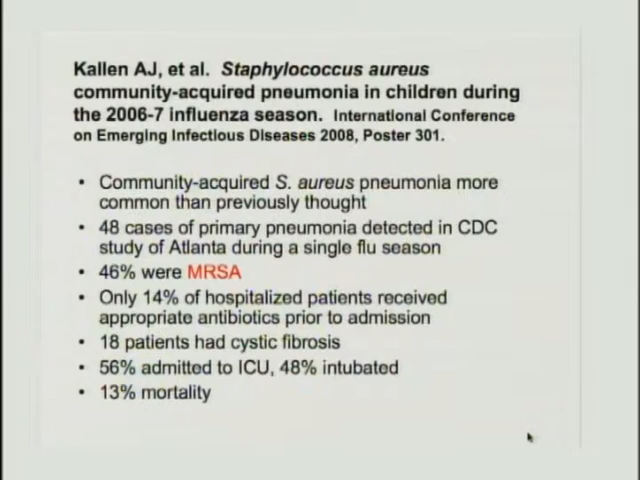 Kallen AJ, et al. Staphylococcus aureus
community-acquired pneumonia in children during
the 2006-7 influenza season. International Conference
on Emerging Infectious Diseases 2008, Poster 301.
• Community-acquired S. aureus pneumonia more
common than previously thought
• 48 cases of primary pneumonia detected in CDC
study of Atlanta during a single flu season
• 46% were MRSA
• Only 14% of hospitalized patients received
appropriate antibiotics prior to admission
• 18 patients had cystic fibrosis
• 56% admitted to ICU, 48% intubated
• 13% mortality